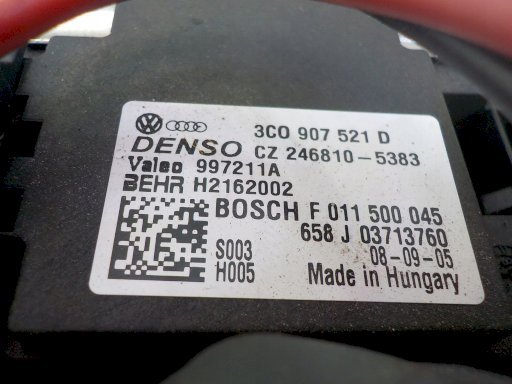 3C0 907 521 D
DENSO CZ 246810-5383
Valeo 997211A
BEHR H2162002
BOSCH F 011 500 045
658 J 03713760
S003 08-09-05
H005 Made in Hungary